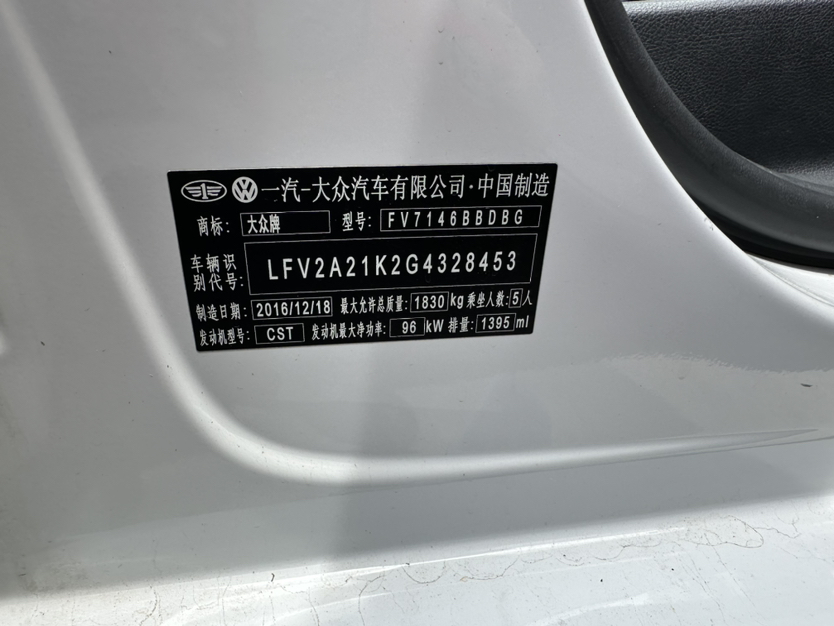 一汽-大众汽车有限公司·中国制造
商标: 大众牌 型号: FV7146BBDBG
车辆识别代号: LFV2A21K2G4328453
制造日期: 2016/12/18 最大允许总质量: 1830 kg 乘坐人数: 5 人
发动机型号: CST 发动机最大净功率: 96 kW 排量: 1395 ml